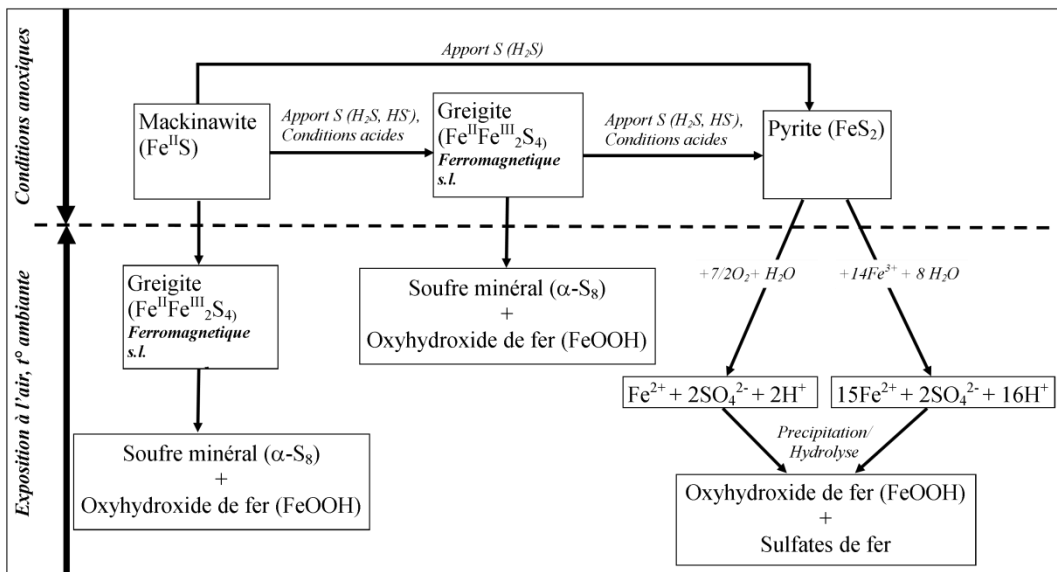 Conditions anoxiques
Apport S (H₂S)
Mackinawite
(FeᴵᴵS)
Apport S (H₂S, HS⁻),
Conditions acides
Greigite
(FeᴵᴵFeᴵᴵᴵ₂S₄)
Ferromagnetique
s.l.
Apport S (H₂S, HS⁻),
Conditions acides
Pyrite (FeS₂)
Exposition à l'air, t° ambiante
Greigite
(FeᴵᴵFeᴵᴵᴵ₂S₄)
Ferromagnetique
s.l.
Soufre minéral (α-S₈)
+
Oxyhydroxide de fer (FeOOH)
Soufre minéral (α-S₈)
+
Oxyhydroxide de fer (FeOOH)
+7/2O₂+ H₂O
+14Fe³⁺ + 8 H₂O
Fe²⁺ + 2SO₄²⁻ + 2H⁺
15Fe²⁺ + 2SO₄²⁻ + 16H⁺
Precipitation/
Hydrolyse
Oxyhydroxide de fer (FeOOH)
+
Sulfates de fer